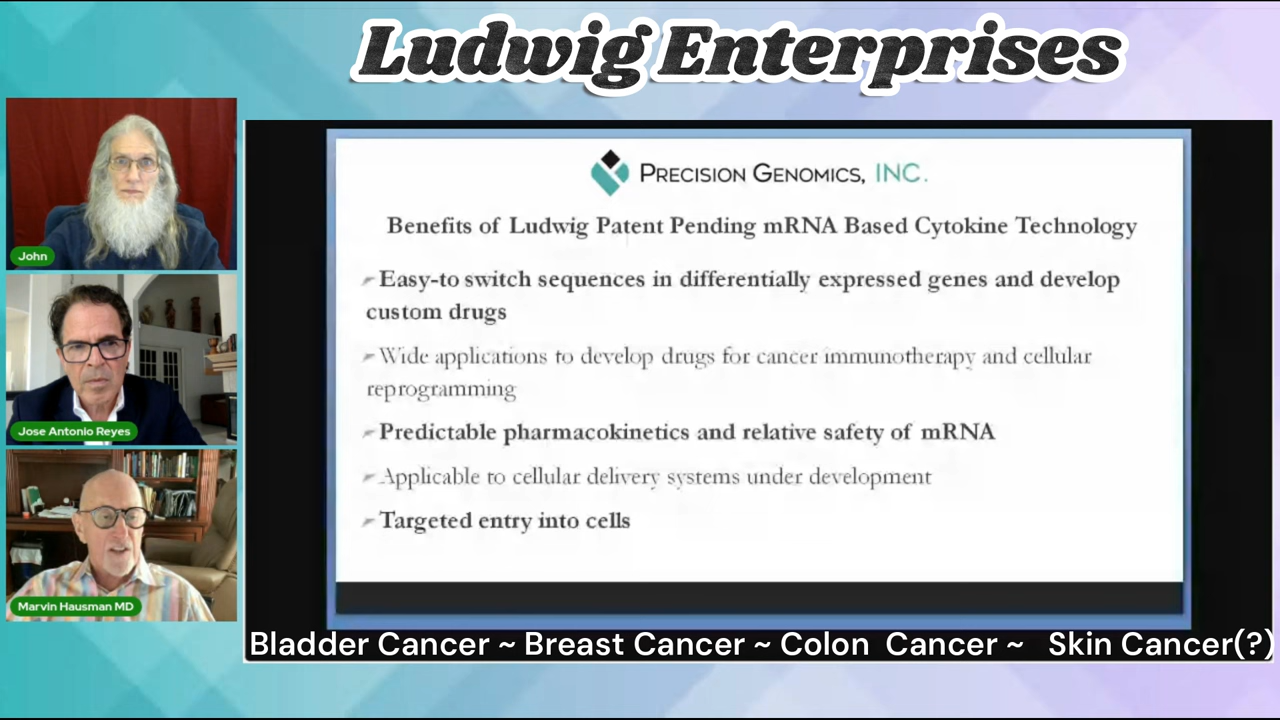 Ludwig Enterprises
John
Jose Antonio Reyes
Marvin Hausman MD
PRECISION GENOMICS, INC.
Benefits of Ludwig Patent Pending mRNA Based Cytokine Technology
Easy-to switch sequences in differentially expressed genes and develop
custom drugs
Wide applications to develop drugs for cancer immunotherapy and cellular
reprogramming
Predictable pharmacokinetics and relative safety of mRNA
Applicable to cellular delivery systems under development
Targeted entry into cells
Bladder Cancer ~ Breast Cancer ~ Colon Cancer ~ Skin Cancer(?)